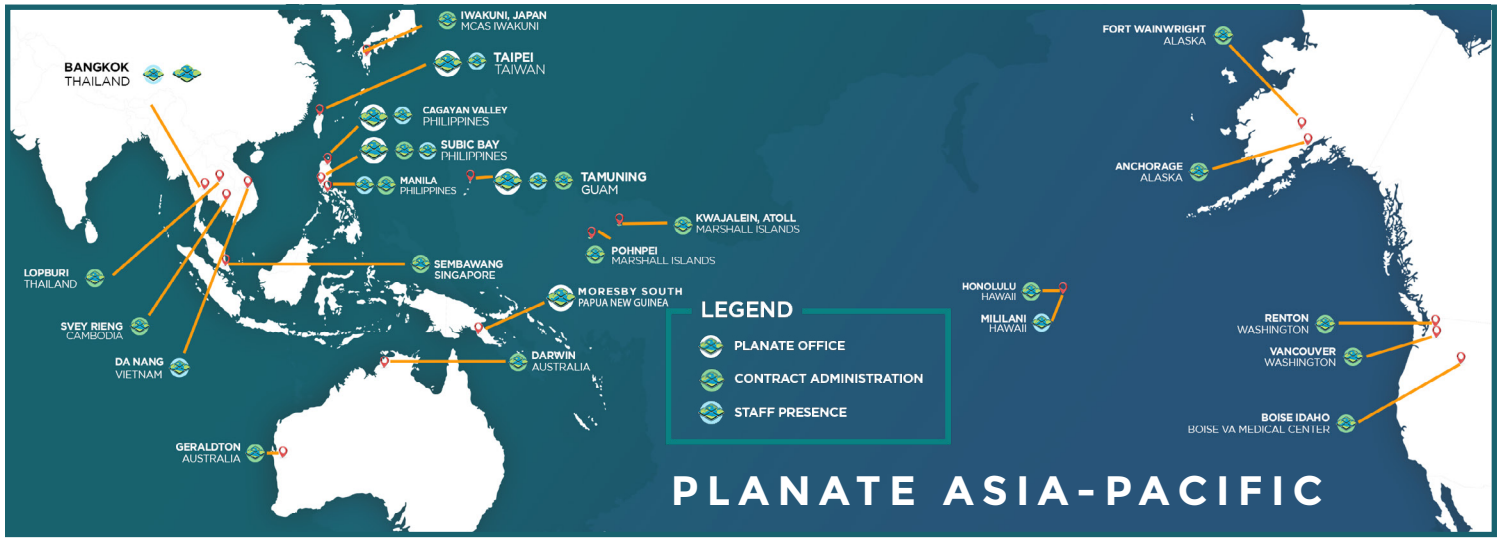 IWAKUNI, JAPAN
MCAS IWAKUNI
FORT WAINWRIGHT
ALASKA
BANGKOK
THAILAND
TAIPEI
TAIWAN
CAGAYAN VALLEY
PHILIPPINES
SUBIC BAY
PHILIPPINES
MANILA
PHILIPPINES
TAMUNING
GUAM
ANCHORAGE
ALASKA
KWAJALEIN, ATOLL
MARSHALL ISLANDS
POHNPEI
MARSHALL ISLANDS
LOPBURI
THAILAND
SEMBAWANG
SINGAPORE
MORESBY SOUTH
PAPUA NEW GUINEA
HONOLULU
HAWAII
MILILANI
HAWAII
SVEY RIENG
CAMBODIA
DA NANG
VIETNAM
DARWIN
AUSTRALIA
RENTON
WASHINGTON
VANCOUVER
WASHINGTON
BOISE IDAHO
BOISE VA MEDICAL CENTER
GERALDTON
AUSTRALIA
LEGEND
PLANATE OFFICE
CONTRACT ADMINISTRATION
STAFF PRESENCE
PLANATE ASIA-PACIFIC